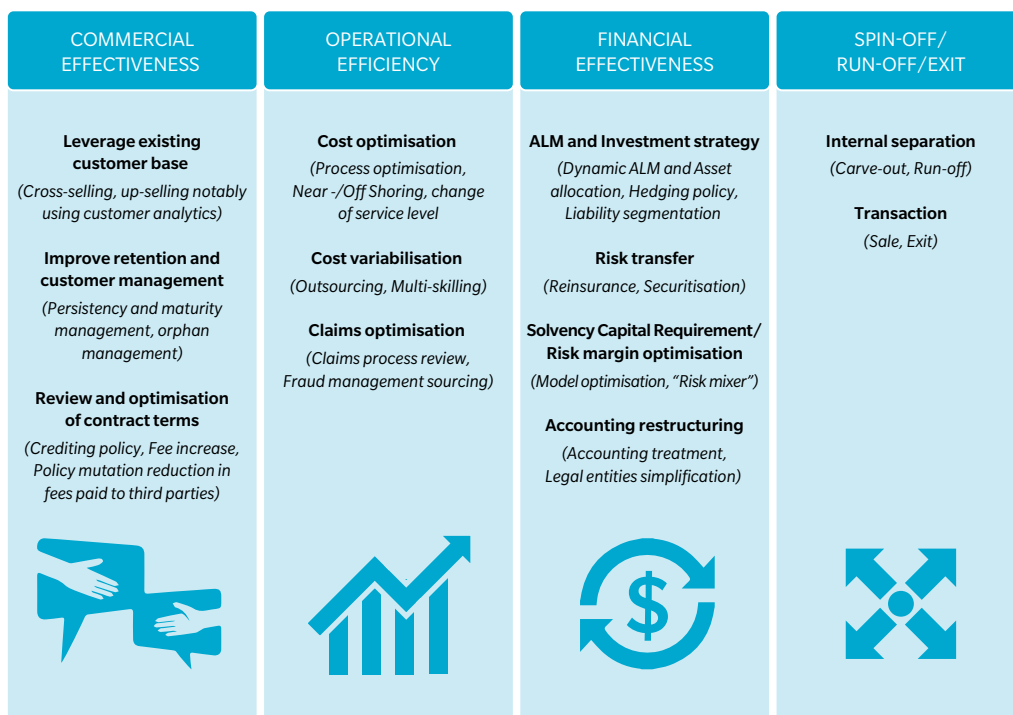 COMMERCIAL
EFFECTIVENESS
Leverage existing
customer base
(Cross-selling, up-selling notably
using customer analytics)
Improve retention and
customer management
(Persistency and maturity
management, orphan
management)
Review and optimisation
of contract terms
(Crediting policy, Fee increase,
Policy mutation reduction in
fees paid to third parties)
OPERATIONAL
EFFICIENCY
Cost optimisation
(Process optimisation,
Near -/Off Shoring, change
of service level
Cost variabilisation
(Outsourcing, Multi-skilling)
Claims optimisation
(Claims process review,
Fraud management sourcing)
FINANCIAL
EFFECTIVENESS
ALM and Investment strategy
(Dynamic ALM and Asset
allocation, Hedging policy,
Liability segmentation
Risk transfer
(Reinsurance, Securitisation)
Solvency Capital Requirement/
Risk margin optimisation
(Model optimisation, “Risk mixer”)
Accounting restructuring
(Accounting treatment,
Legal entities simplification)
$
SPIN-OFF/
RUN-OFF/EXIT
Internal separation
(Carve-out, Run-off)
Transaction
(Sale, Exit)